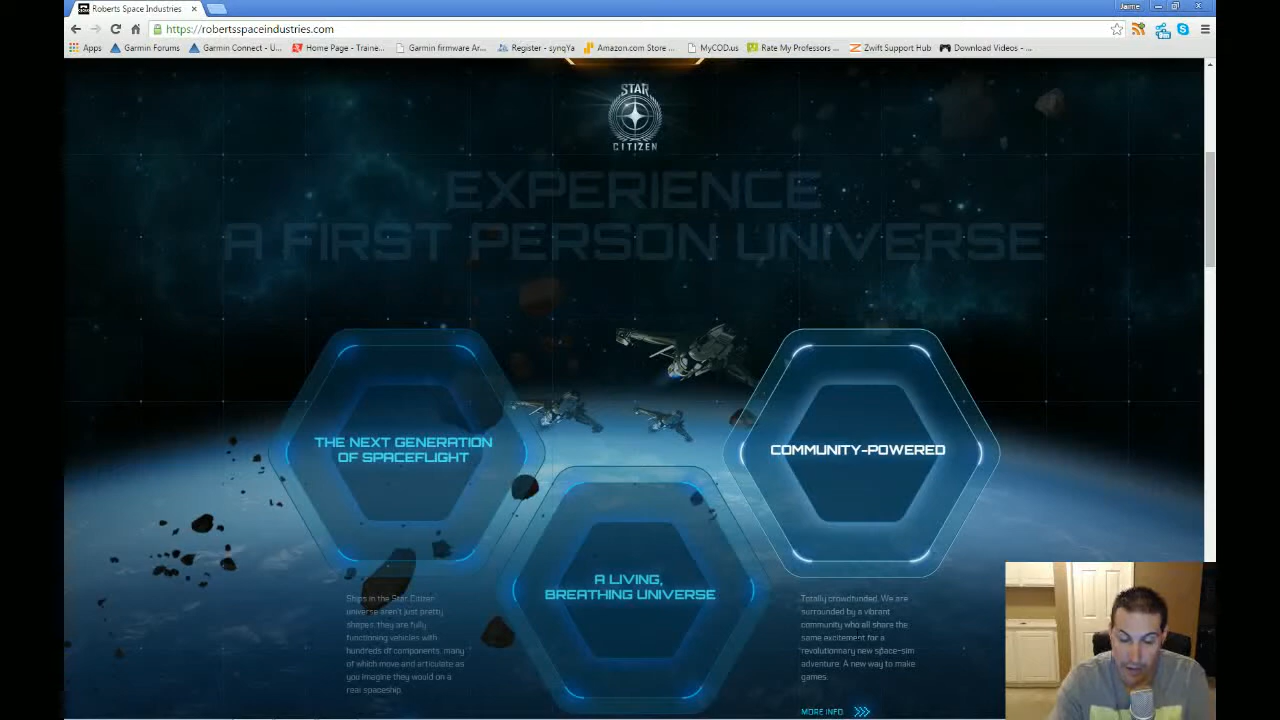 Roberts Space Industries
Jaime
https://robertsspaceindustries.com
Apps
Garmin Forums
Garmin Connect - U...
Home Page - Traine...
Garmin firmware Ar...
Register - synqYa
Amazon.com Store ...
MyCOD.us
Rate My Professors ...
Zwift Support Hub
Download Videos - ...
STAR
CITIZEN
EXPERIENCE
A FIRST PERSON UNIVERSE
THE NEXT GENERATION
OF SPACEFLIGHT
COMMUNITY-POWERED
A LIVING,
BREATHING UNIVERSE
Ships in the Star Citizen
universe aren't just pretty
shapes, they are fully
functioning vehicles with
hundreds of components, many
of which move and articulate as
you imagine they would on a
real spaceship.
Totally crowdfunded. We are
surrounded by a vibrant
community who all share the
same excitement for a
revolutionary new space-sim
adventure. A new way to make
games.
MORE INFO